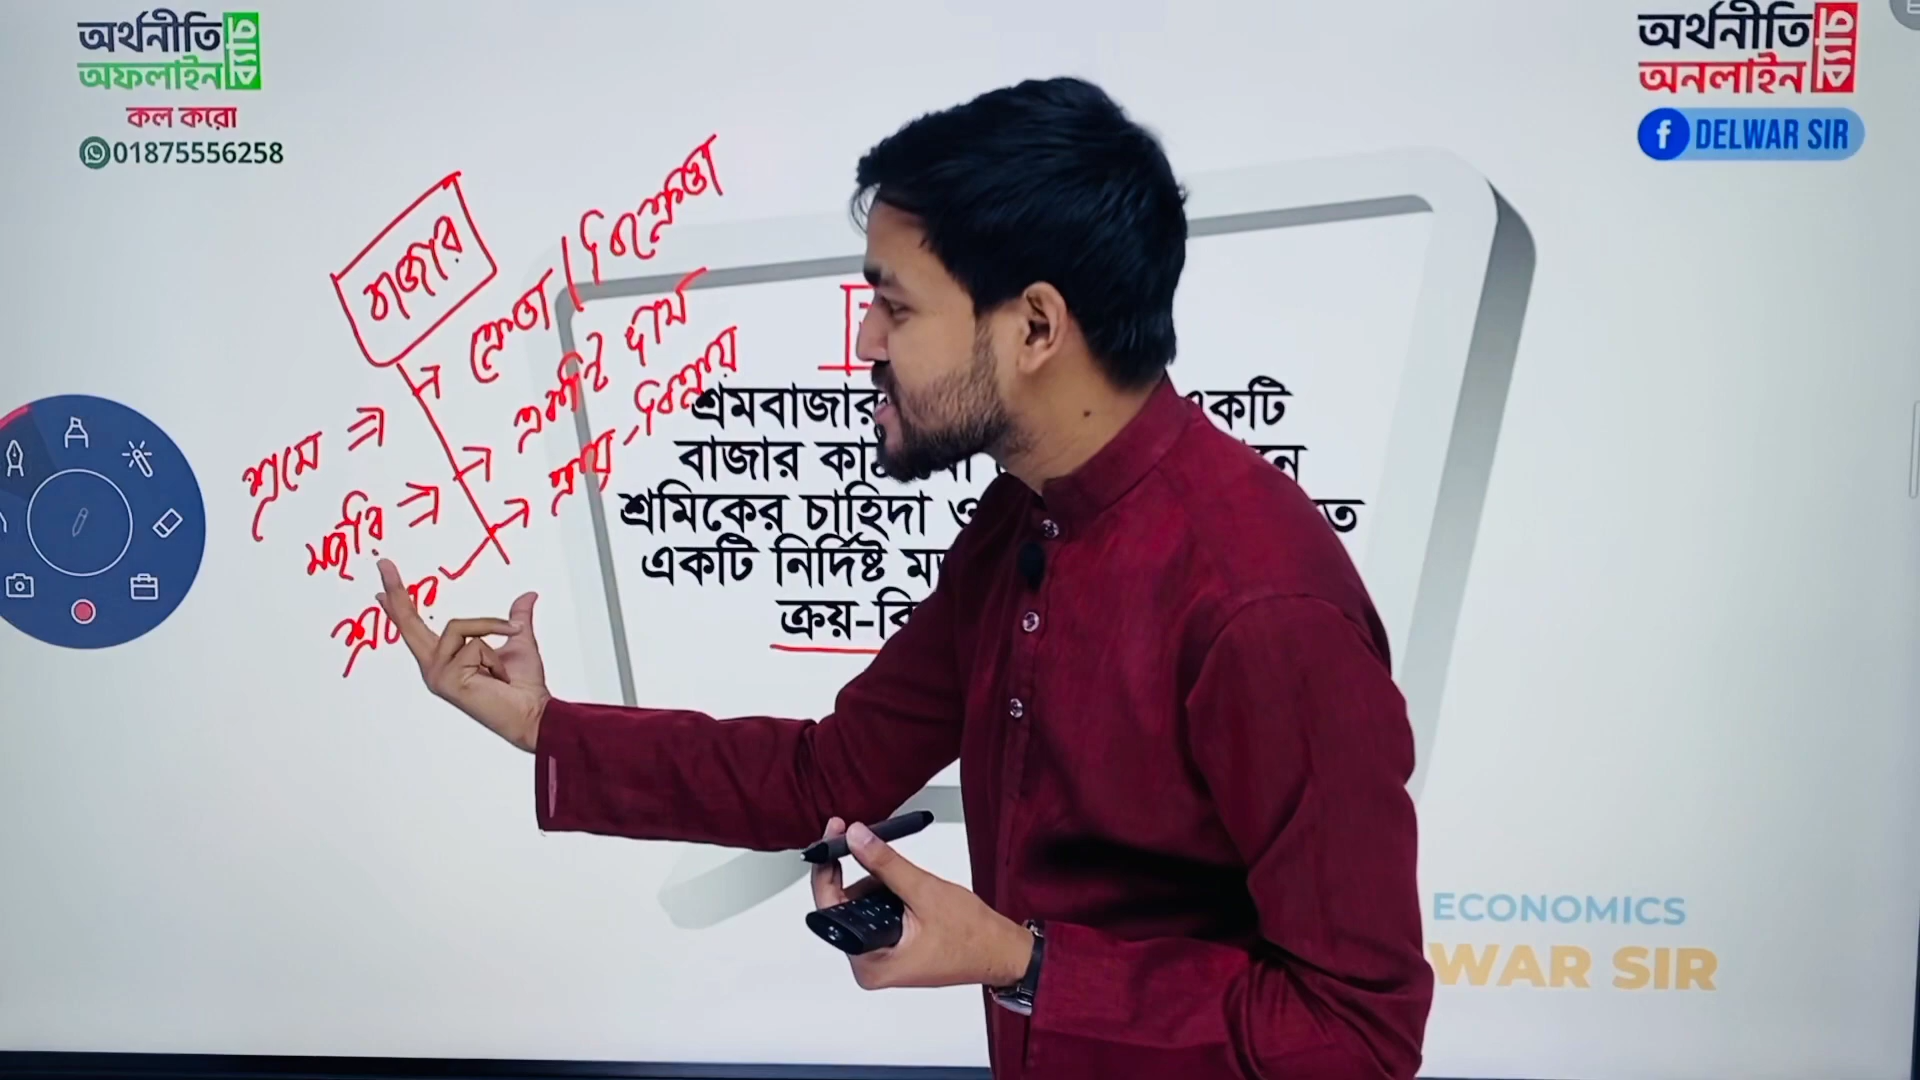 অর্থনীতি ব্যাচ
অফলাইন
কল করো
01875556258
অর্থনীতি ব্যাচ
অনলাইন
f DELWAR SIR
বাজার
ক্রেতা / বিক্রেতা
একটি দাম
ক্রয়-বিক্রয়
শ্রম ⇒
মজুরি ⇒
শ্রমবাজার একটি
বাজার
শ্রমিকের চাহিদা ও
একটি নির্দিষ্ট
ক্রয়-বি
ECONOMICS
WAR SIR